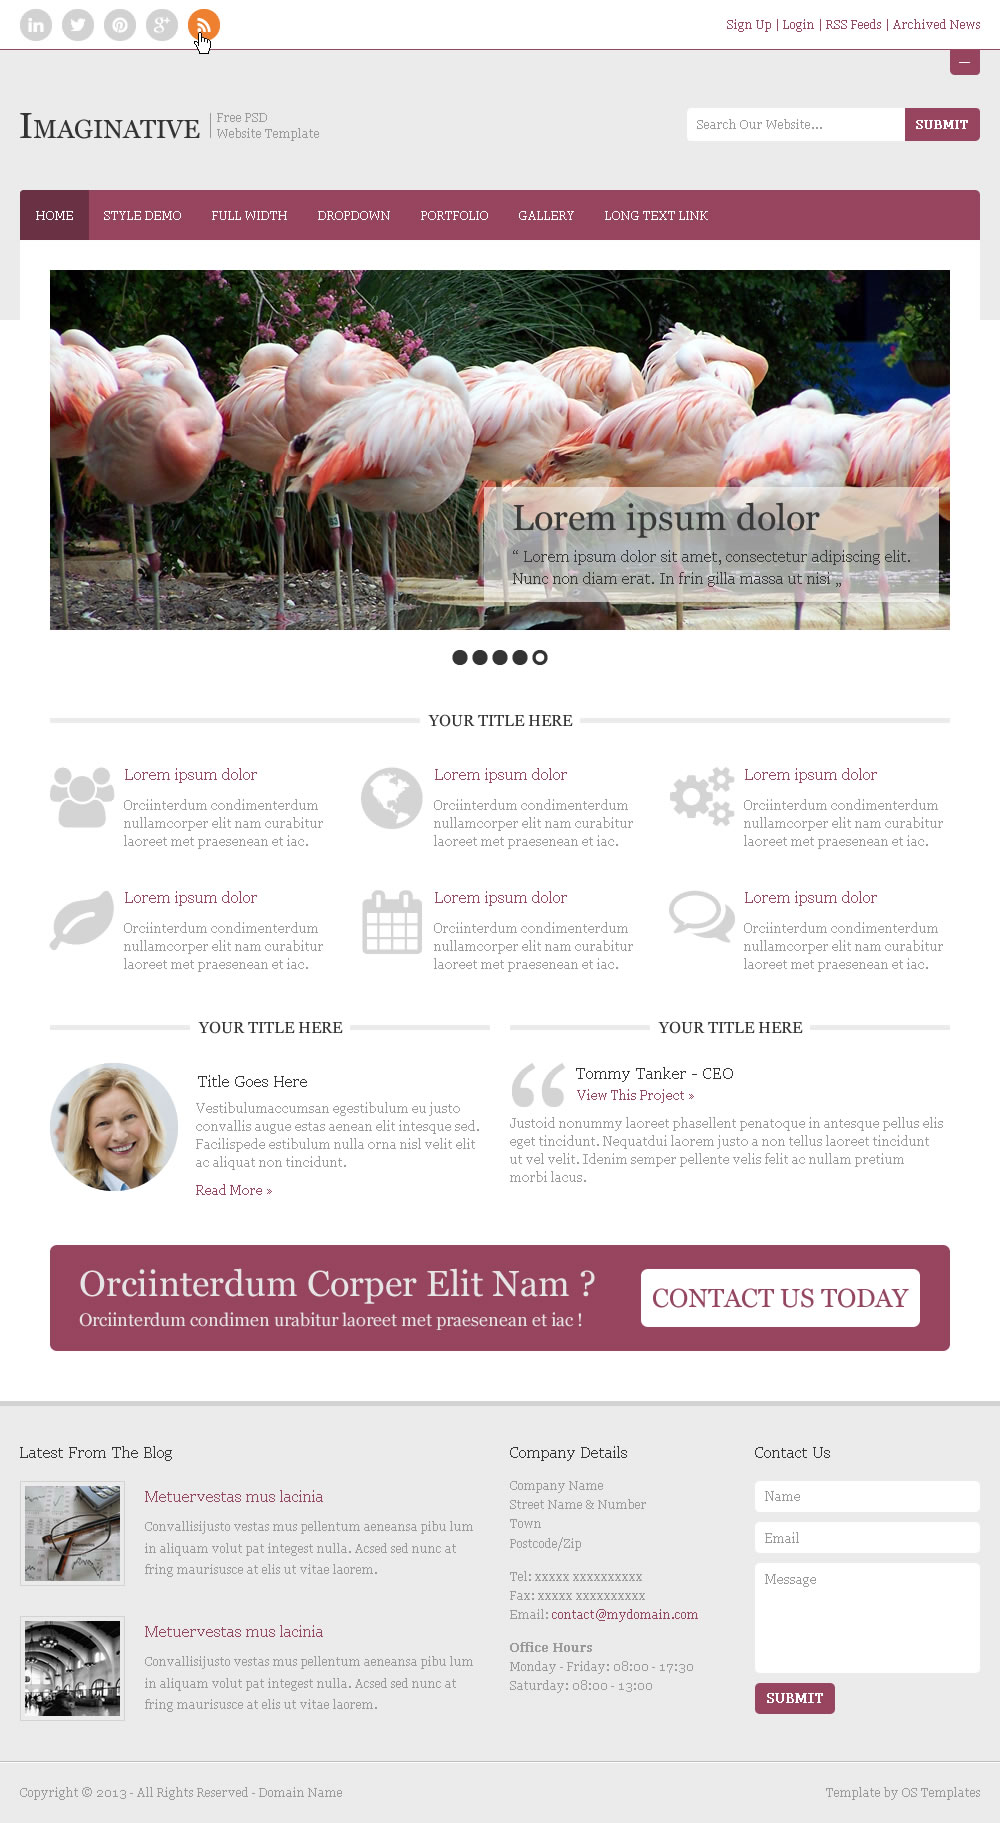 Sign Up | Login | RSS Feeds | Archived News
Imaginative
Free PSD
Website Template
Search Our Website...
SUBMIT
HOME
STYLE DEMO
FULL WIDTH
DROPDOWN
PORTFOLIO
GALLERY
LONG TEXT LINK
Lorem ipsum dolor
“ Lorem ipsum dolor sit amet, consectetur adipiscing elit.
Nunc non diam erat. In frin gilla massa ut nisi „
YOUR TITLE HERE
Lorem ipsum dolor
Orciinterdum condimenterdum
nullamcorper elit nam curabitur
laoreet met praesenean et iac.
Lorem ipsum dolor
Orciinterdum condimenterdum
nullamcorper elit nam curabitur
laoreet met praesenean et iac.
Lorem ipsum dolor
Orciinterdum condimenterdum
nullamcorper elit nam curabitur
laoreet met praesenean et iac.
Lorem ipsum dolor
Orciinterdum condimenterdum
nullamcorper elit nam curabitur
laoreet met praesenean et iac.
Lorem ipsum dolor
Orciinterdum condimenterdum
nullamcorper elit nam curabitur
laoreet met praesenean et iac.
Lorem ipsum dolor
Orciinterdum condimenterdum
nullamcorper elit nam curabitur
laoreet met praesenean et iac.
YOUR TITLE HERE
Title Goes Here
Vestibulumaccumsan egestibulum eu justo
convallis augue estas aenean elit intesque sed.
Facilispede estibulum nulla orna nisl velit elit
ac aliquat non tincidunt.
Read More »
YOUR TITLE HERE
Tommy Tanker - CEO
View This Project »
Justoid nonummy laoreet phasellent penatoque in antesque pellus elis
eget tincidunt. Nequatdui laorem justo a non tellus laoreet tincidunt
ut vel velit. Idenim semper pellente velis felit ac nullam pretium
morbi lacus.
Orciinterdum Corper Elit Nam ?
Orciinterdum condimen urabitur laoreet met praesenean et iac !
CONTACT US TODAY
Latest From The Blog
Metuervestas mus lacinia
Convallisijusto vestas mus pellentum aeneansa pibu lum
in aliquam volut pat integest nulla. Acsed sed nunc at
fring maurisusce at elis ut vitae laorem.
Metuervestas mus lacinia
Convallisijusto vestas mus pellentum aeneansa pibu lum
in aliquam volut pat integest nulla. Acsed sed nunc at
fring maurisusce at elis ut vitae laorem.
Company Details
Company Name
Street Name & Number
Town
Postcode/Zip
Tel: xxxxx xxxxxxxxxx
Fax: xxxxx xxxxxxxxxx
Email: contact@mydomain.com
Office Hours
Monday - Friday: 08:00 - 17:30
Saturday: 08:00 - 13:00
Contact Us
Name
Email
Message
SUBMIT
Copyright © 2013 - All Rights Reserved - Domain Name
Template by OS Templates